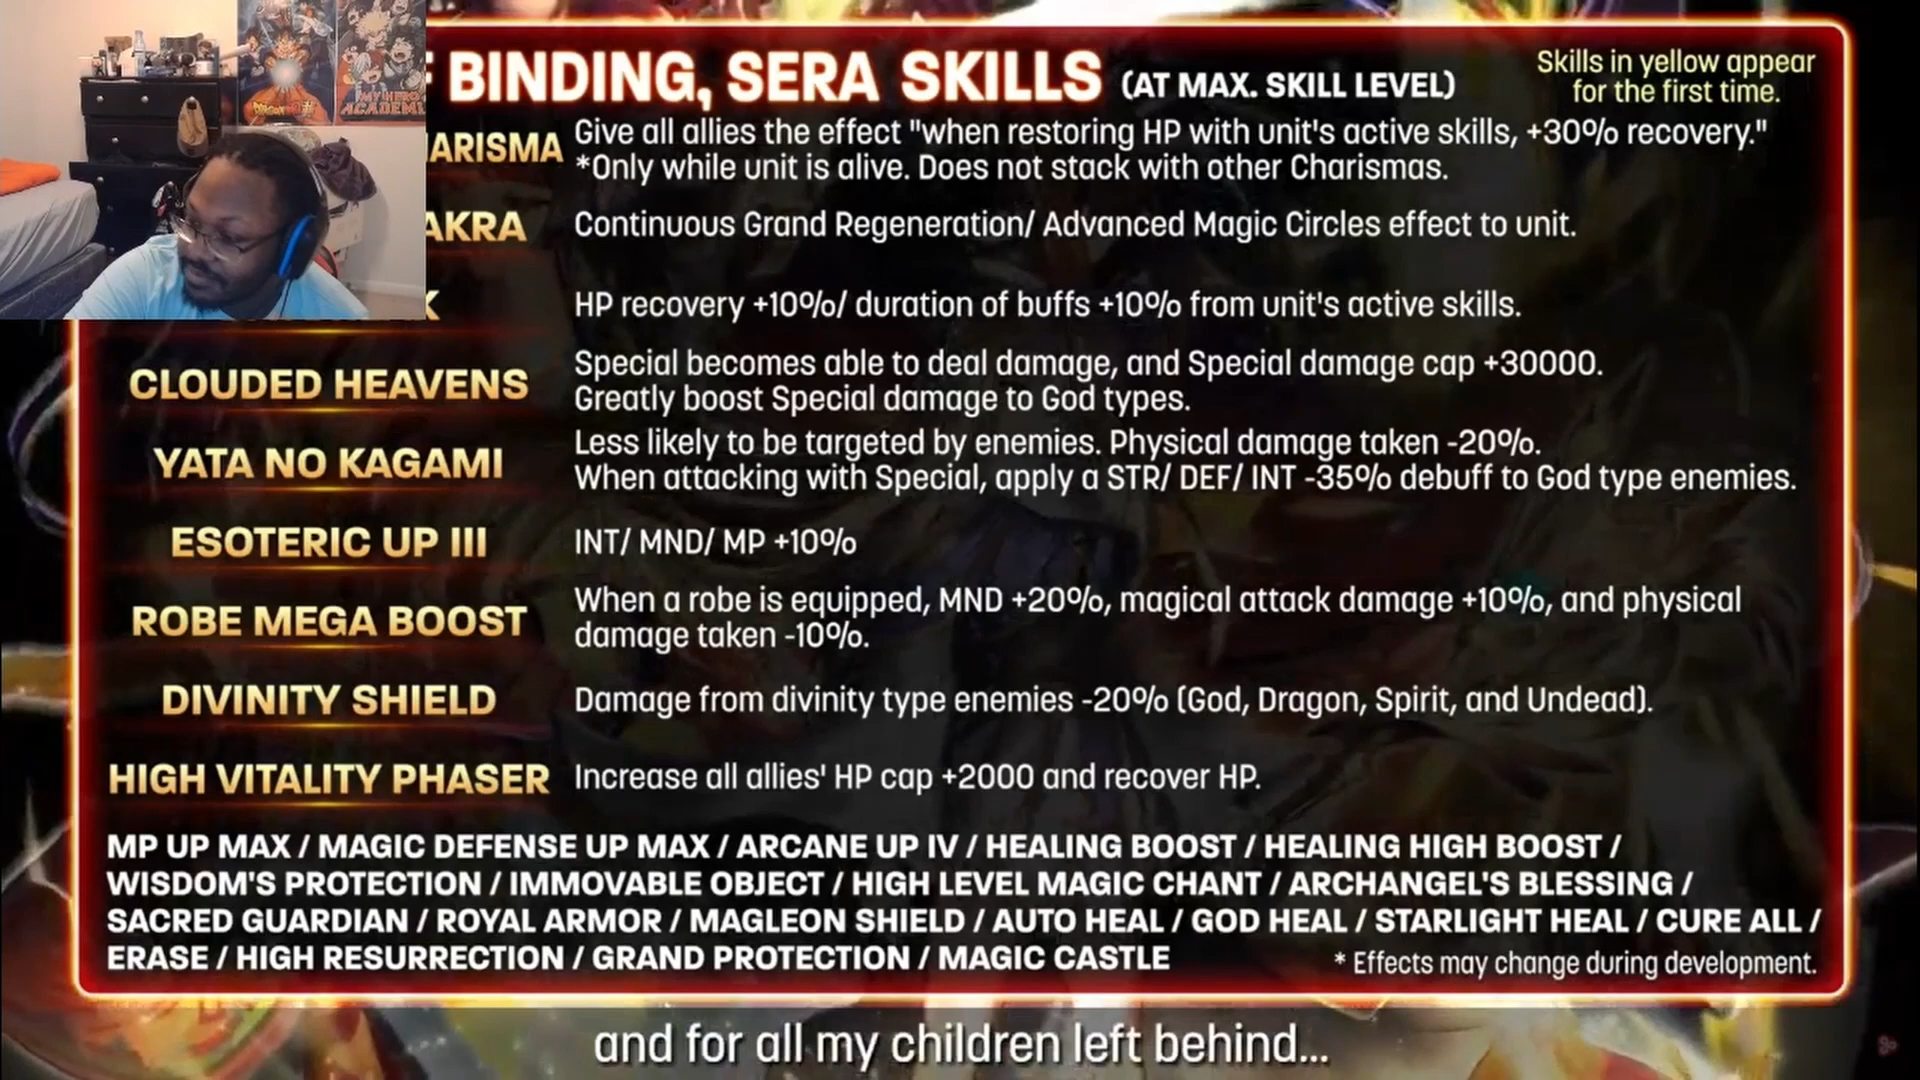 BINDING, SERA SKILLS (AT MAX. SKILL LEVEL)
Skills in yellow appear
for the first time.
ARISMA
Give all allies the effect "when restoring HP with unit's active skills, +30% recovery."
*Only while unit is alive. Does not stack with other Charismas.
AKRA
Continuous Grand Regeneration/ Advanced Magic Circles effect to unit.
K
HP recovery +10%/ duration of buffs +10% from unit's active skills.
CLOUDED HEAVENS
Special becomes able to deal damage, and Special damage cap +30000.
Greatly boost Special damage to God types.
YATA NO KAGAMI
Less likely to be targeted by enemies. Physical damage taken -20%.
When attacking with Special, apply a STR/ DEF/ INT -35% debuff to God type enemies.
ESOTERIC UP III
INT/ MND/ MP +10%
ROBE MEGA BOOST
When a robe is equipped, MND +20%, magical attack damage +10%, and physical
damage taken -10%.
DIVINITY SHIELD
Damage from divinity type enemies -20% (God, Dragon, Spirit, and Undead).
HIGH VITALITY PHASER
Increase all allies' HP cap +2000 and recover HP.
MP UP MAX / MAGIC DEFENSE UP MAX / ARCANE UP IV / HEALING BOOST / HEALING HIGH BOOST /
WISDOM'S PROTECTION / IMMOVABLE OBJECT / HIGH LEVEL MAGIC CHANT / ARCHANGEL'S BLESSING /
SACRED GUARDIAN / ROYAL ARMOR / MAGLEON SHIELD / AUTO HEAL / GOD HEAL / STARLIGHT HEAL / CURE ALL /
ERASE / HIGH RESURRECTION / GRAND PROTECTION / MAGIC CASTLE
* Effects may change during development.
and for all my children left behind...
MY HERO
ACADEMIA